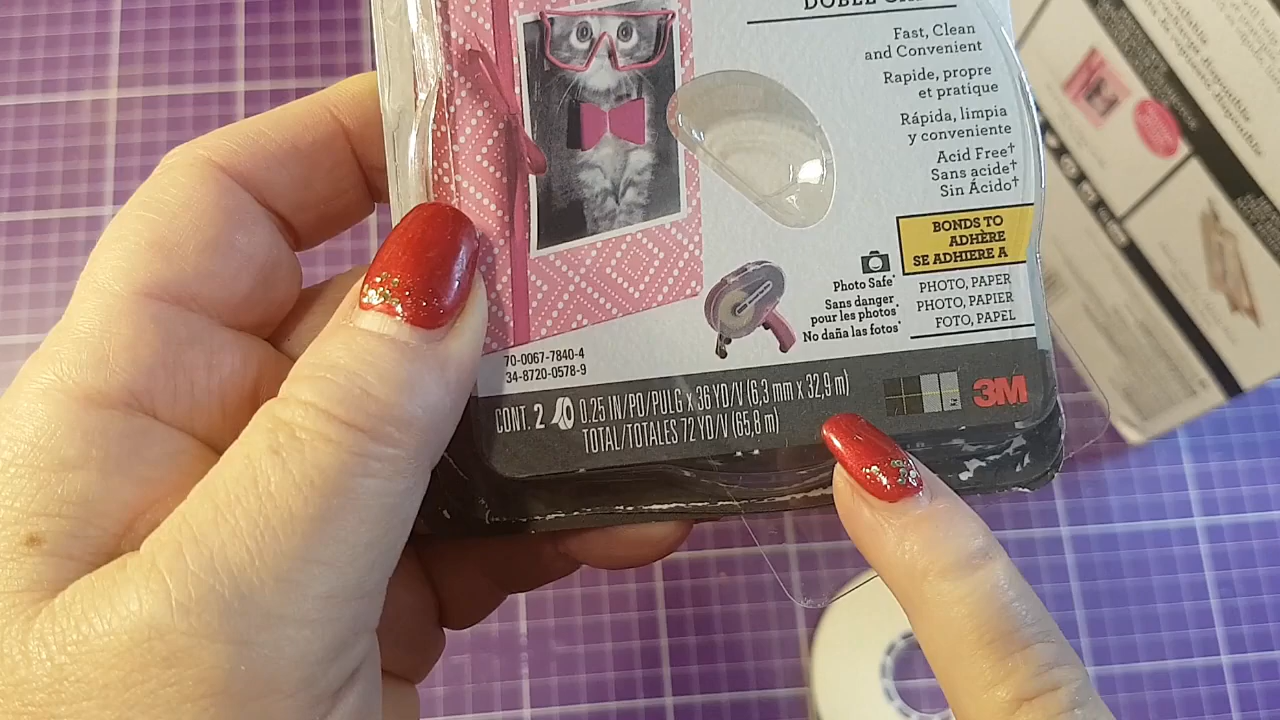 Fast, Clean
and Convenient
Rapide, propre
et pratique
Rápida, limpia
y conveniente
Acid Free†
Sans acide†
Sin Ácido†
BONDS TO
ADHÈRE
SE ADHIERE A
PHOTO, PAPER
PHOTO, PAPIER
FOTO, PAPEL
Photo Safe*
Sans danger
pour les photos*
No daña las fotos*
70-0067-7840-4
34-8720-0578-9
CONT. 2 0.25 IN/PO/PULG x 36 YD/V (6,3 mm x 32,9 m)
TOTAL/TOTALES 72 YD/V (65,8 m)
3M